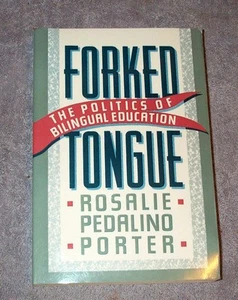 FORKED
THE POLITICS OF
BILINGUAL EDUCATION
TONGUE
ROSALIE
PEDALINO
PORTER